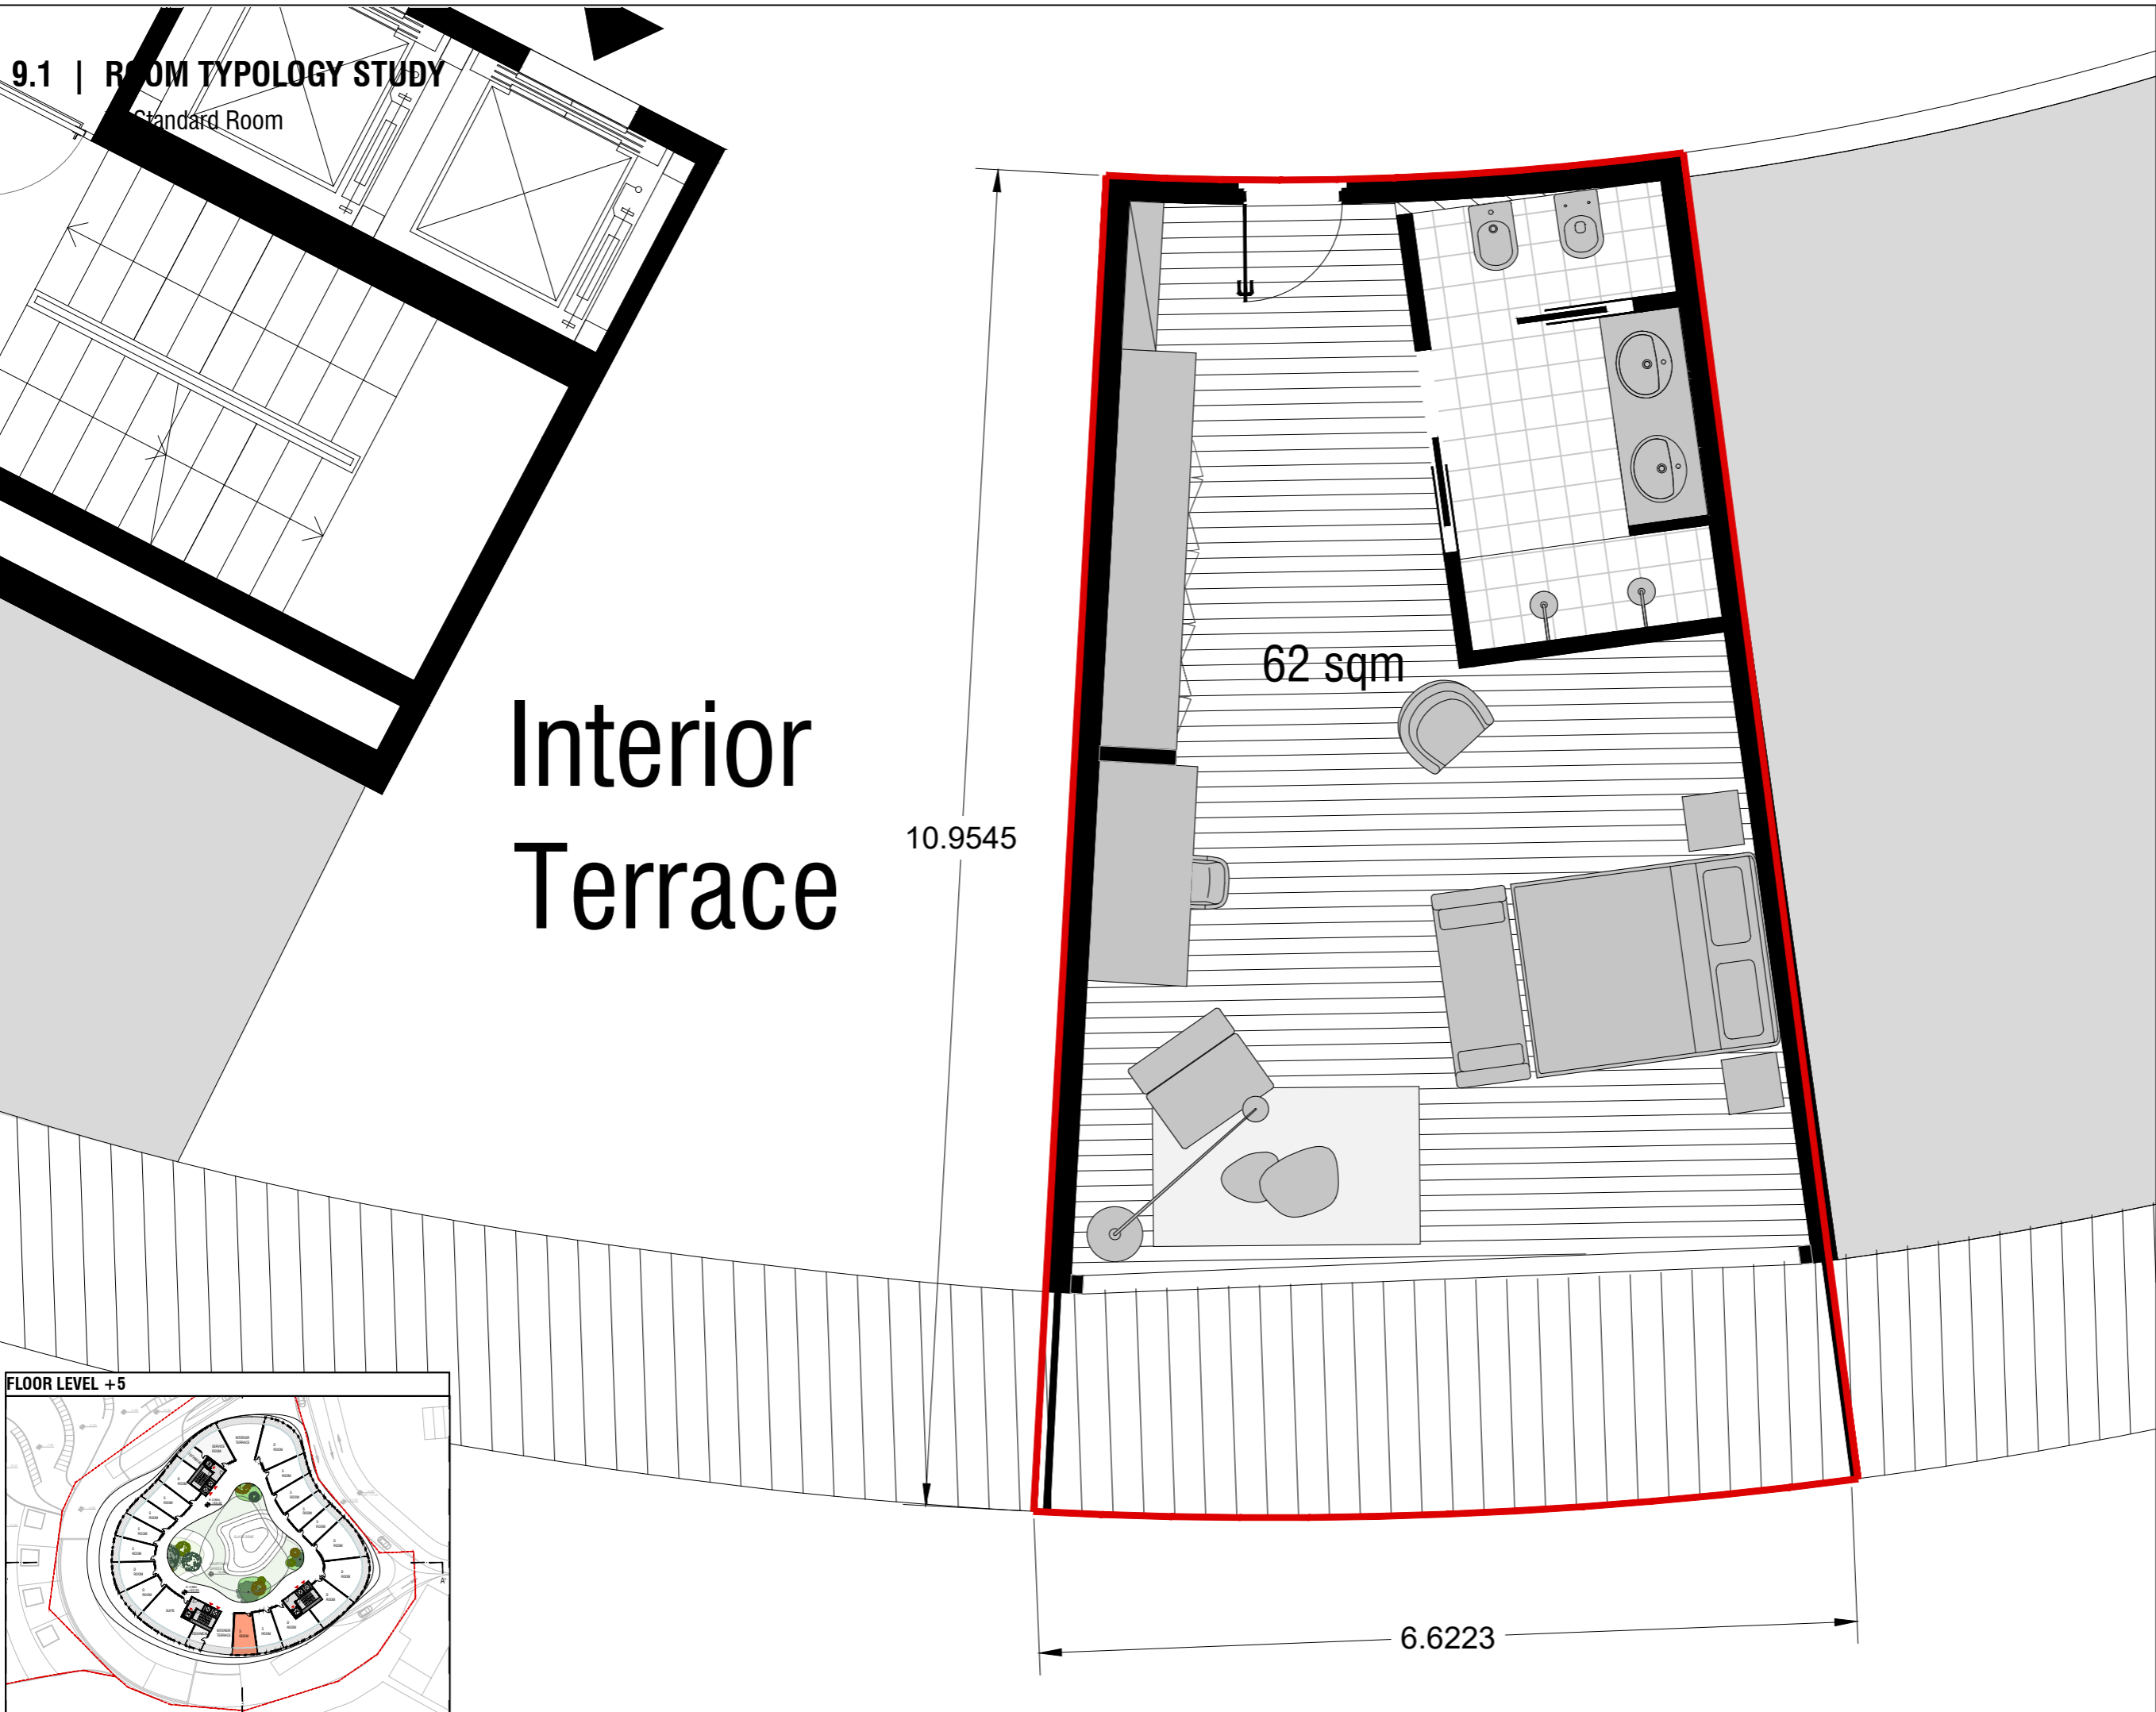 9.1 | ROOM TYPOLOGY STUDY
Standard Room
62 sqm
Interior
Terrace
10.9545
6.6223
FLOOR LEVEL +5